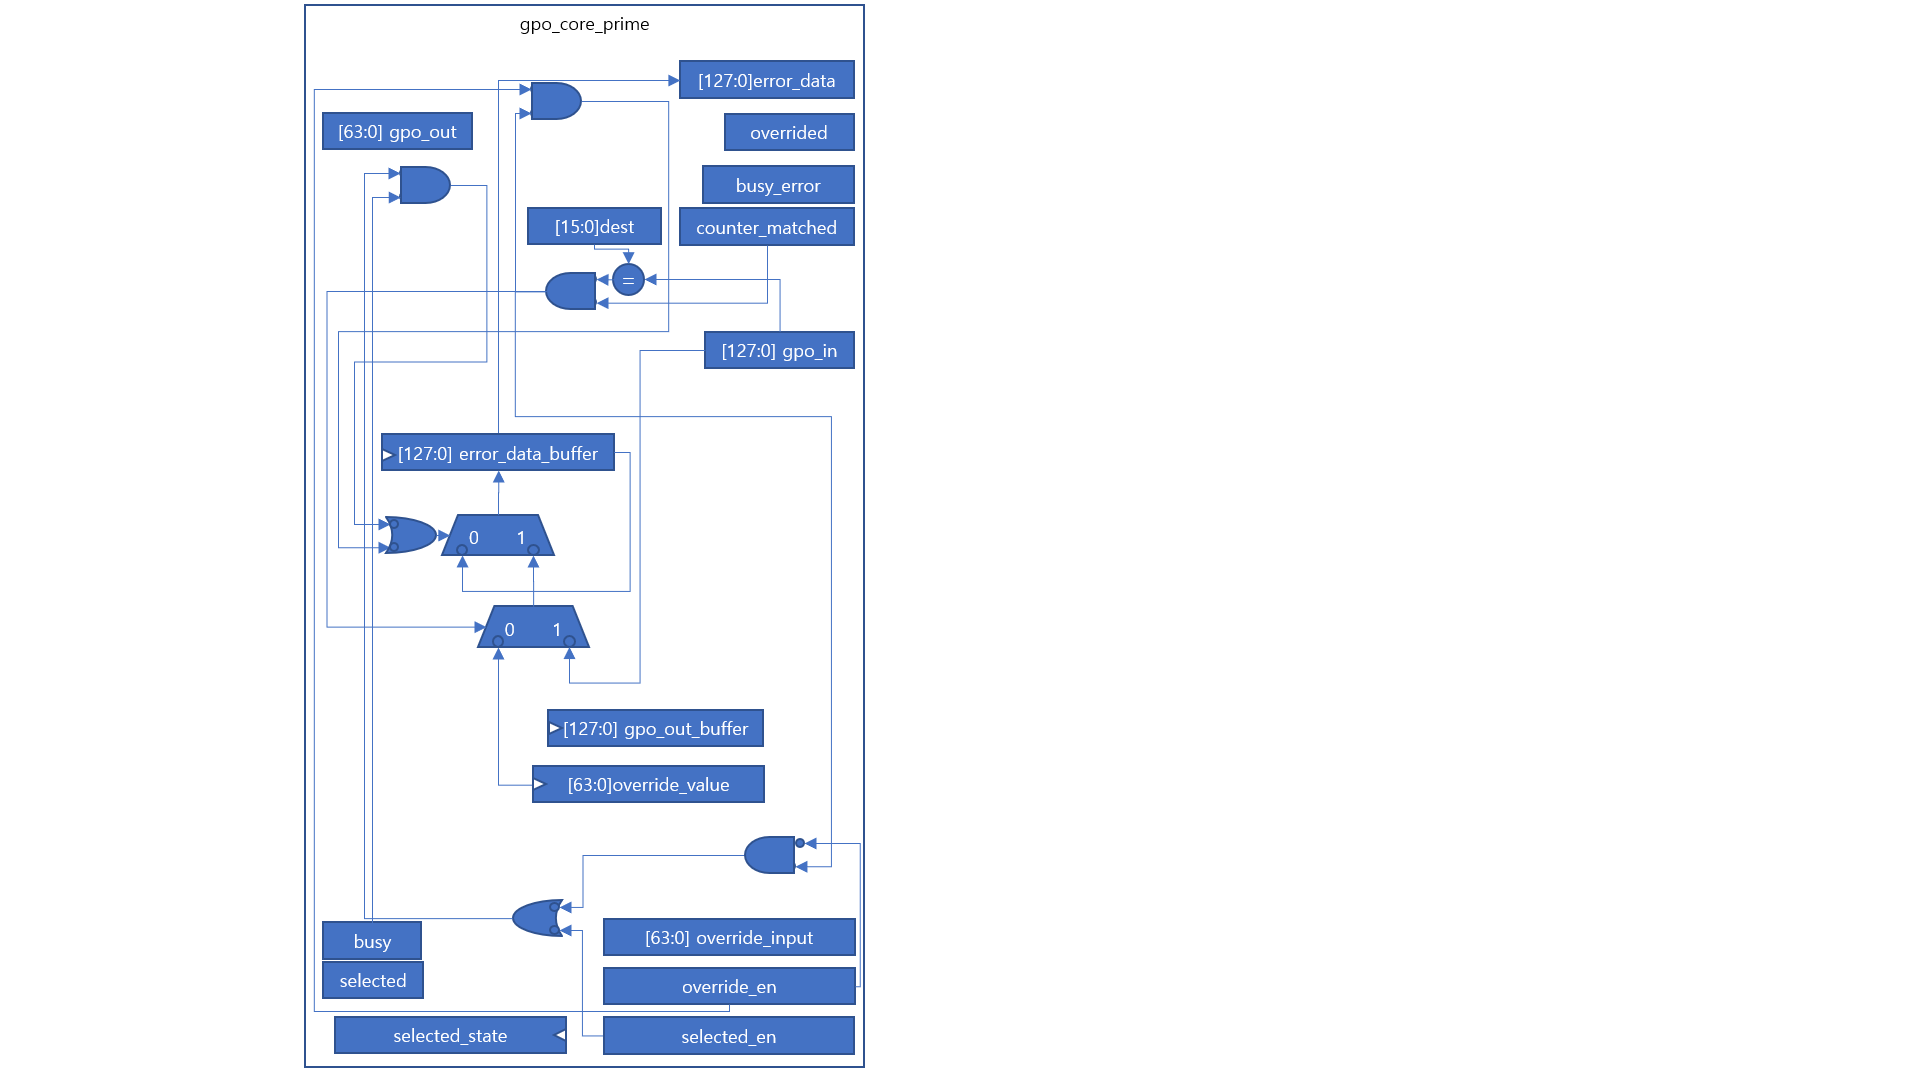 gpo_core_prime
[127:0]error_data
[63:0] gpo_out
overrided
busy_error
[15:0]dest
counter_matched
=
[127:0] gpo_in
[127:0] error_data_buffer
0 1
0 1
[127:0] gpo_out_buffer
[63:0]override_value
busy
[63:0] override_input
selected
override_en
selected_state
selected_en